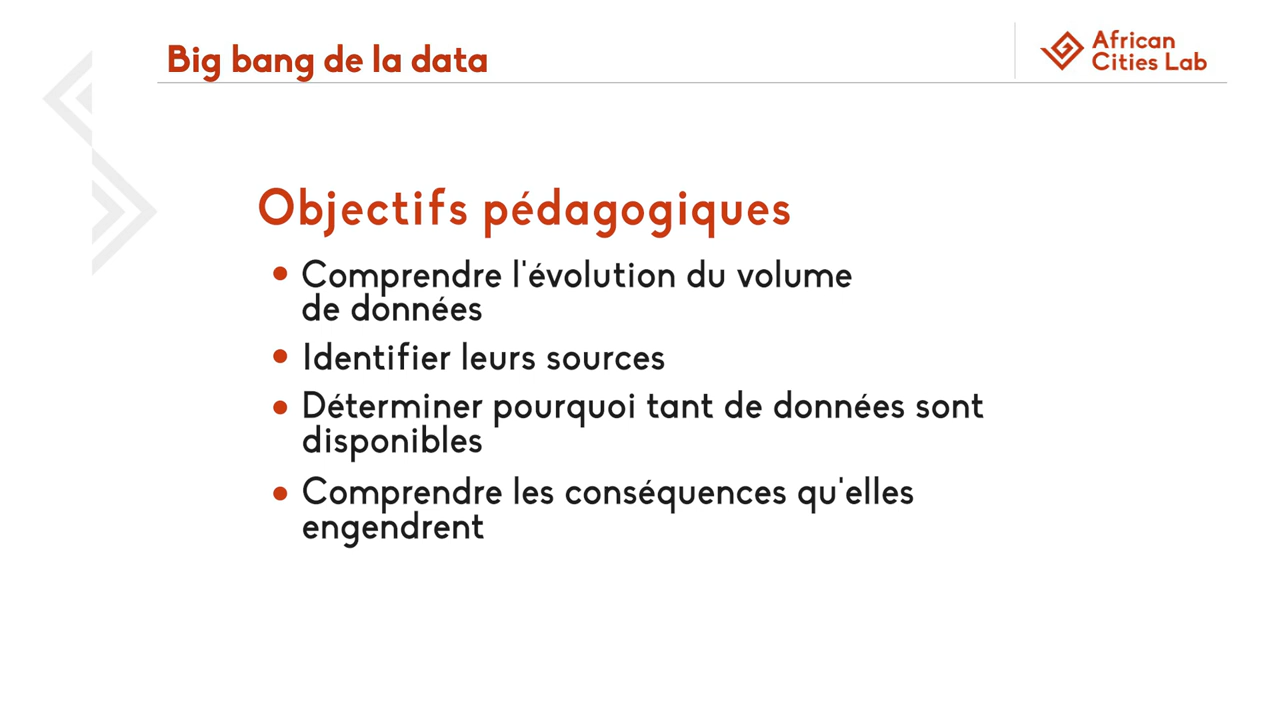 Big bang de la data
African
Cities Lab
Objectifs pédagogiques
• Comprendre l'évolution du volume
de données
• Identifier leurs sources
• Déterminer pourquoi tant de données sont
disponibles
• Comprendre les conséquences qu'elles
engendrent